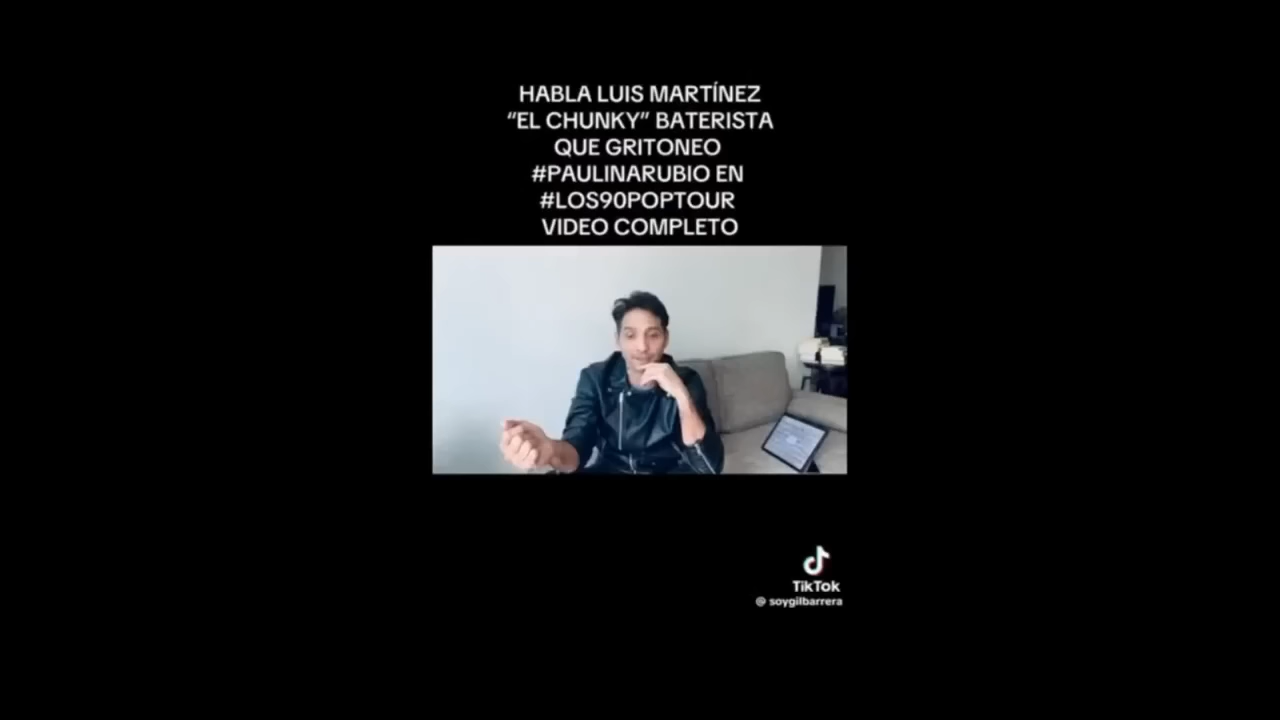 HABLA LUIS MARTÍNEZ
“EL CHUNKY” BATERISTA
QUE GRITONEO
#PAULINARUBIO EN
#LOS90POPTOUR
VIDEO COMPLETO
TikTok
@ soygilbarrera